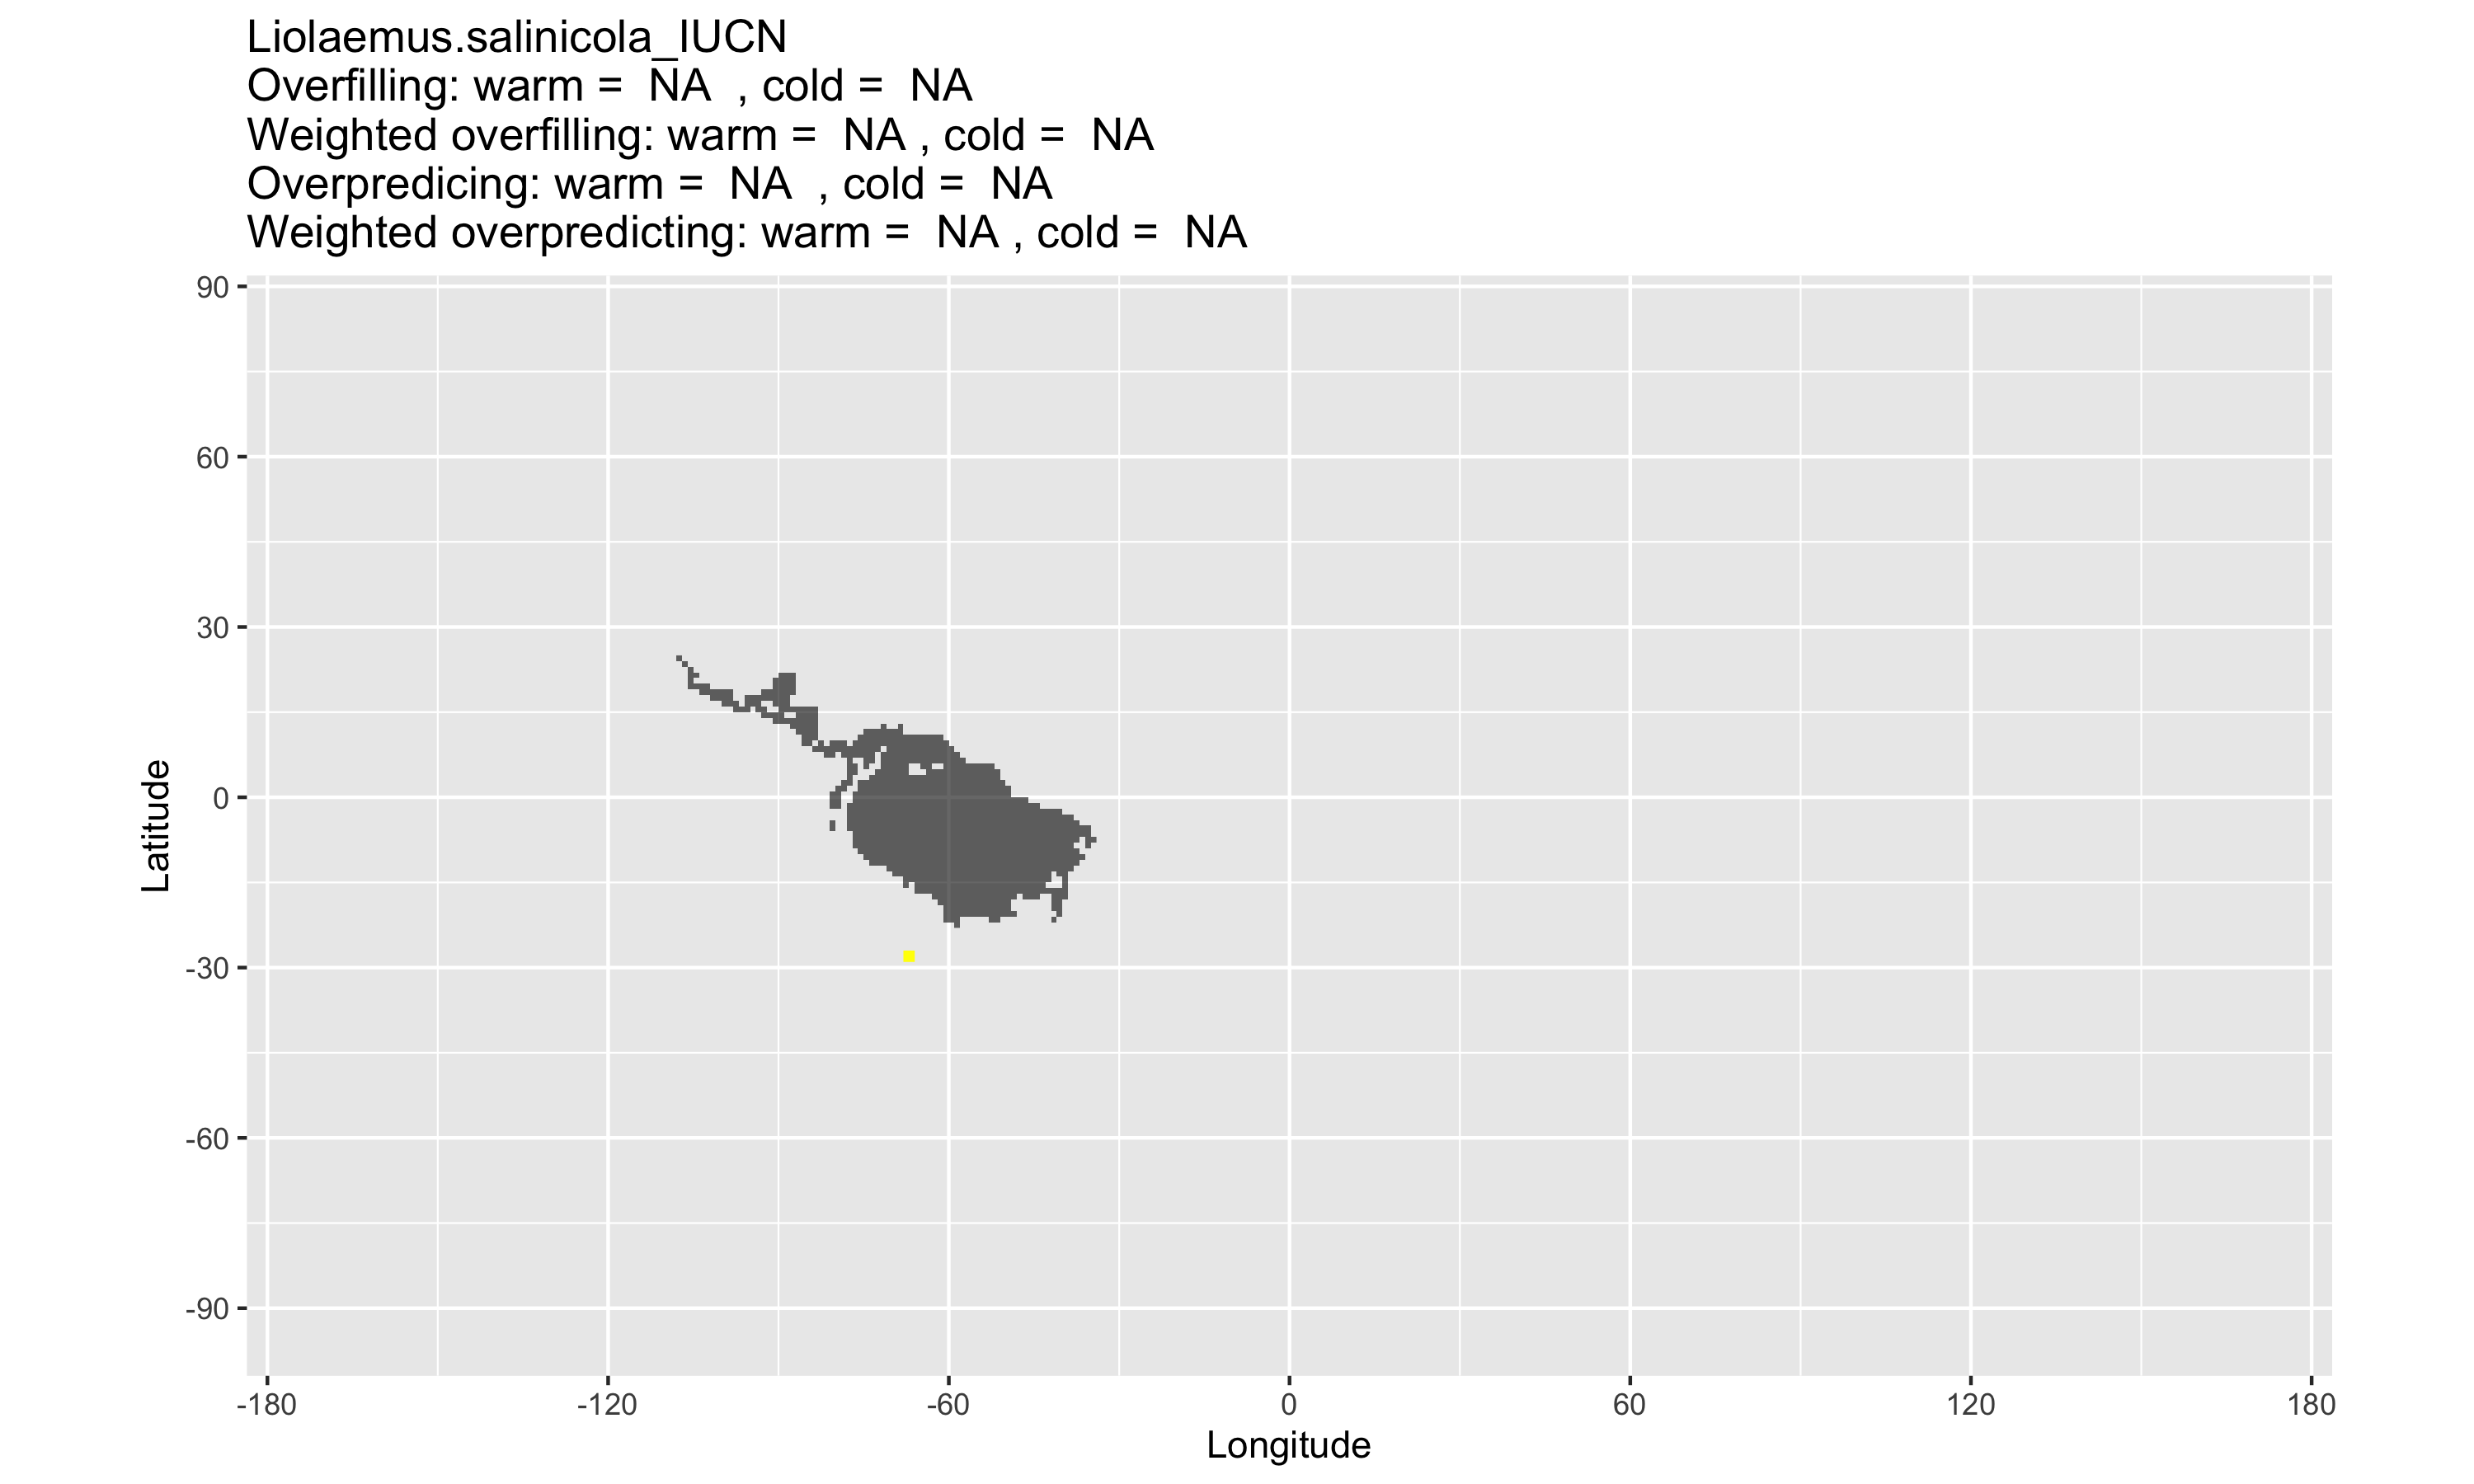 Liolaemus.salinicola_IUCN
Overfilling: warm = NA , cold = NA
Weighted overfilling: warm = NA , cold = NA
Overpredicing: warm = NA , cold = NA
Weighted overpredicting: warm = NA , cold = NA
90
60
30
0
-30
-60
-90
Latitude
-180
-120
-60
0
60
120
180
Longitude